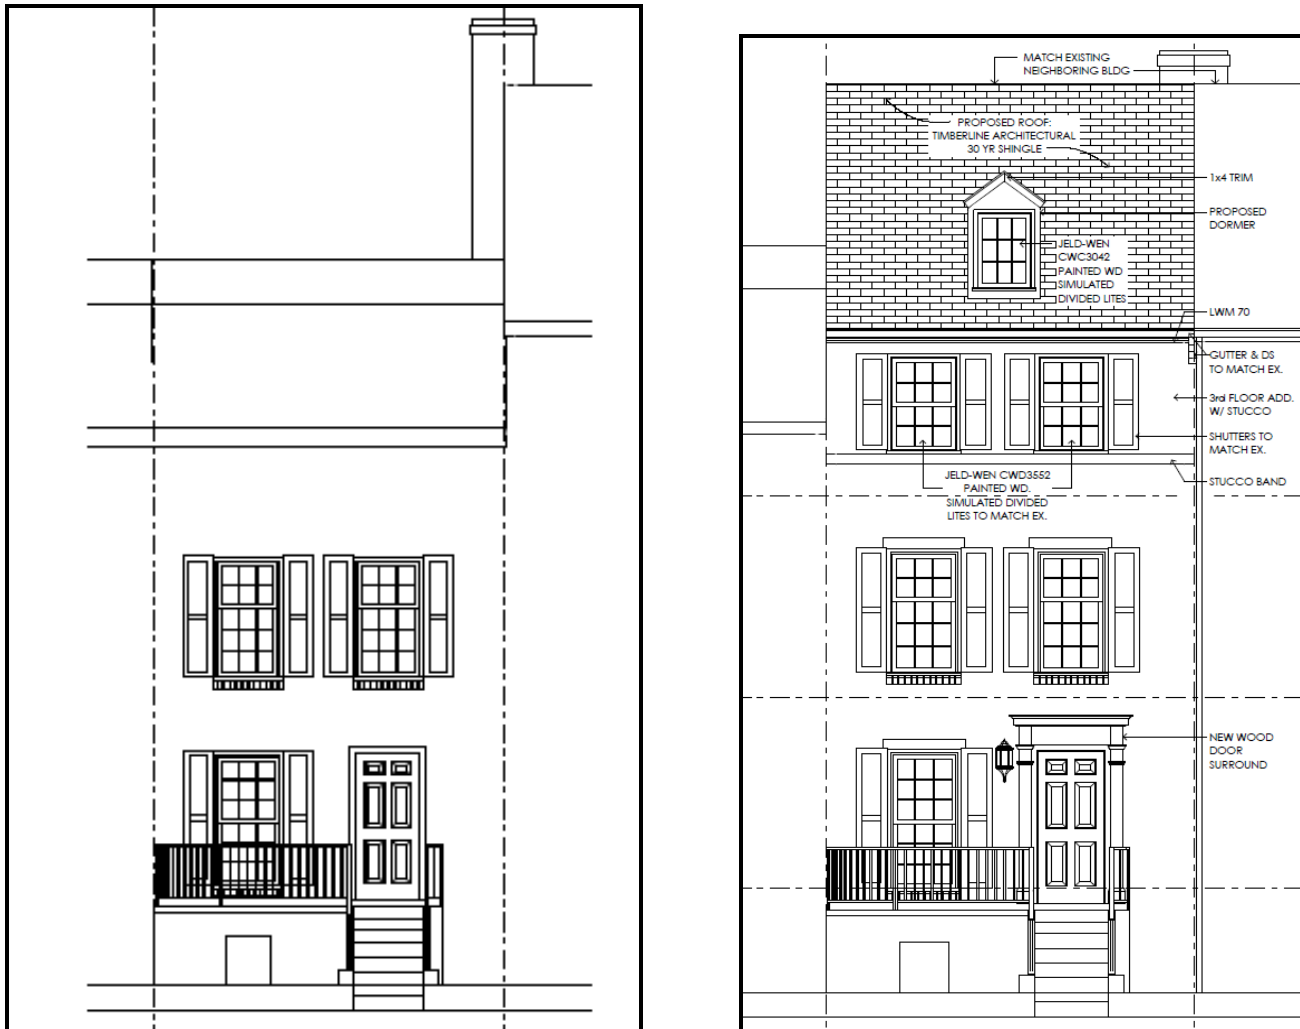 MATCH EXISTING
NEIGHBORING BLDG
PROPOSED ROOF:
TIMBERLINE ARCHITECTURAL
30 YR SHINGLE
1x4 TRIM
PROPOSED
DORMER
JELD-WEN
CWC3042
PAINTED WD
SIMULATED
DIVIDED LITES
LWM 70
GUTTER & DS
TO MATCH EX.
3rd FLOOR ADD.
W/ STUCCO
SHUTTERS TO
MATCH EX.
JELD-WEN CWD3552
PAINTED WD.
SIMULATED DIVIDED
LITES TO MATCH EX.
STUCCO BAND
NEW WOOD
DOOR
SURROUND